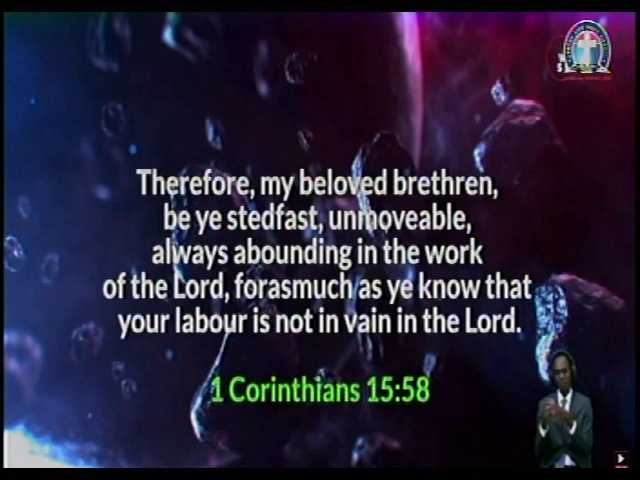 Therefore, my beloved brethren,
be ye stedfast, unmoveable,
always abounding in the work
of the Lord, forasmuch as ye know that
your labour is not in vain in the Lord.
1 Corinthians 15:58